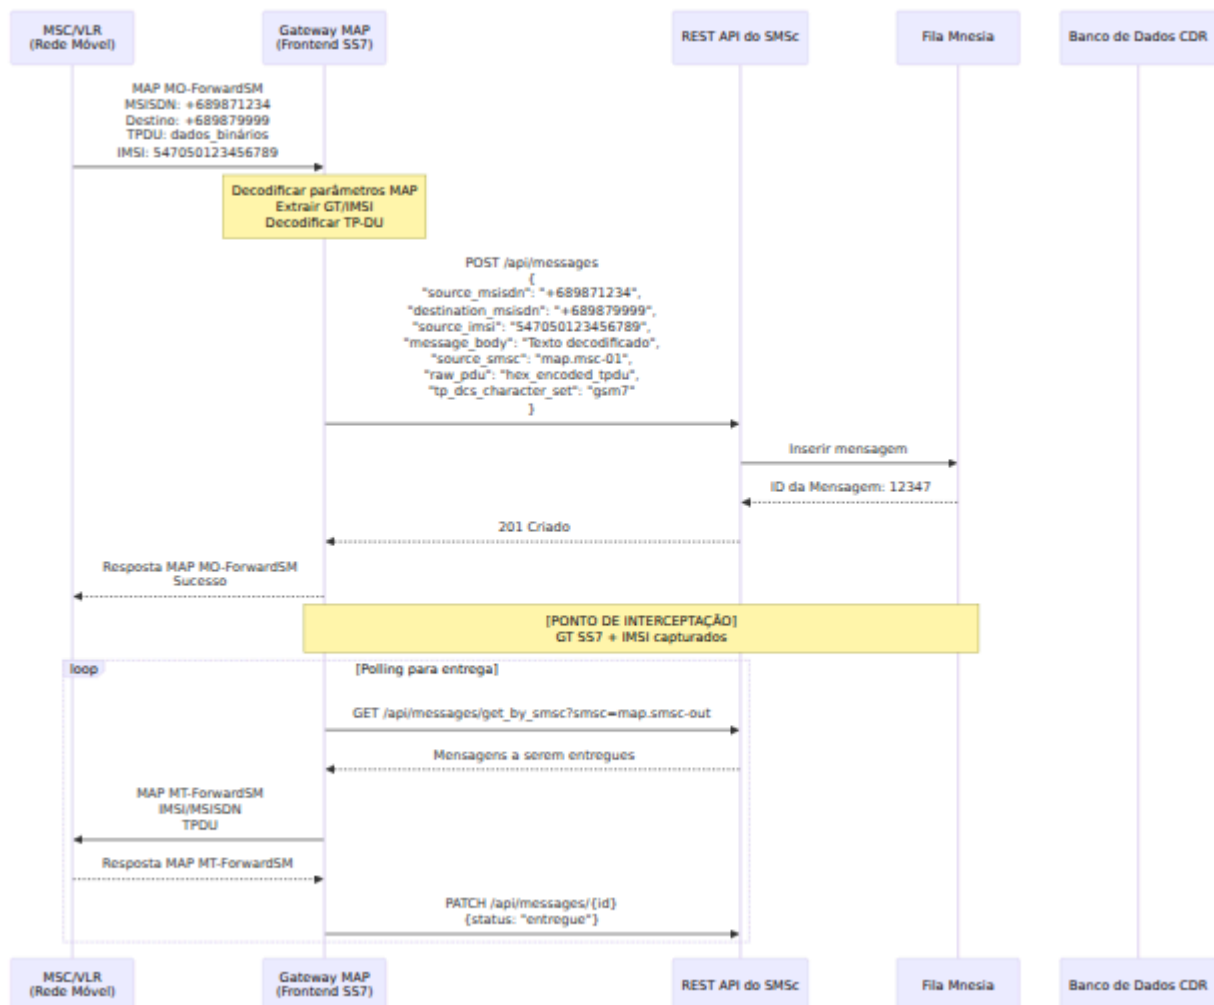 MSC/VLR
(Rede Móvel)
Gateway MAP
(Frontend SS7)
REST API do SMSc
Fila Mnesia
Banco de Dados CDR
MAP MO-ForwardSM
MSISDN: +689871234
Destino: +689879999
TPDU: dados_binários
IMSI: 547050123456789
Decodificar parâmetros MAP
Extrair GT/IMSI
Decodificar TP-DU
POST /api/messages
{
"source_msisdn": "+689871234",
"destination_msisdn": "+689879999",
"source_imsi": "547050123456789",
"message_body": "Texto decodificado",
"source_smsc": "map.msc-01",
"raw_pdu": "hex_encoded_tpdu",
"tp_dcs_character_set": "gsm7"
}
Inserir mensagem
ID da Mensagem: 12347
201 Criado
Resposta MAP MO-ForwardSM
Sucesso
[PONTO DE INTERCEPTAÇÃO]
GT SS7 + IMSI capturados
loop
[Polling para entrega]
GET /api/messages/get_by_smsc?smsc=map.smsc-out
Mensagens a serem entregues
MAP MT-ForwardSM
IMSI/MSISDN
TPDU
Resposta MAP MT-ForwardSM
PATCH /api/messages/{id}
{status: "entregue"}
MSC/VLR
(Rede Móvel)
Gateway MAP
(Frontend SS7)
REST API do SMSc
Fila Mnesia
Banco de Dados CDR